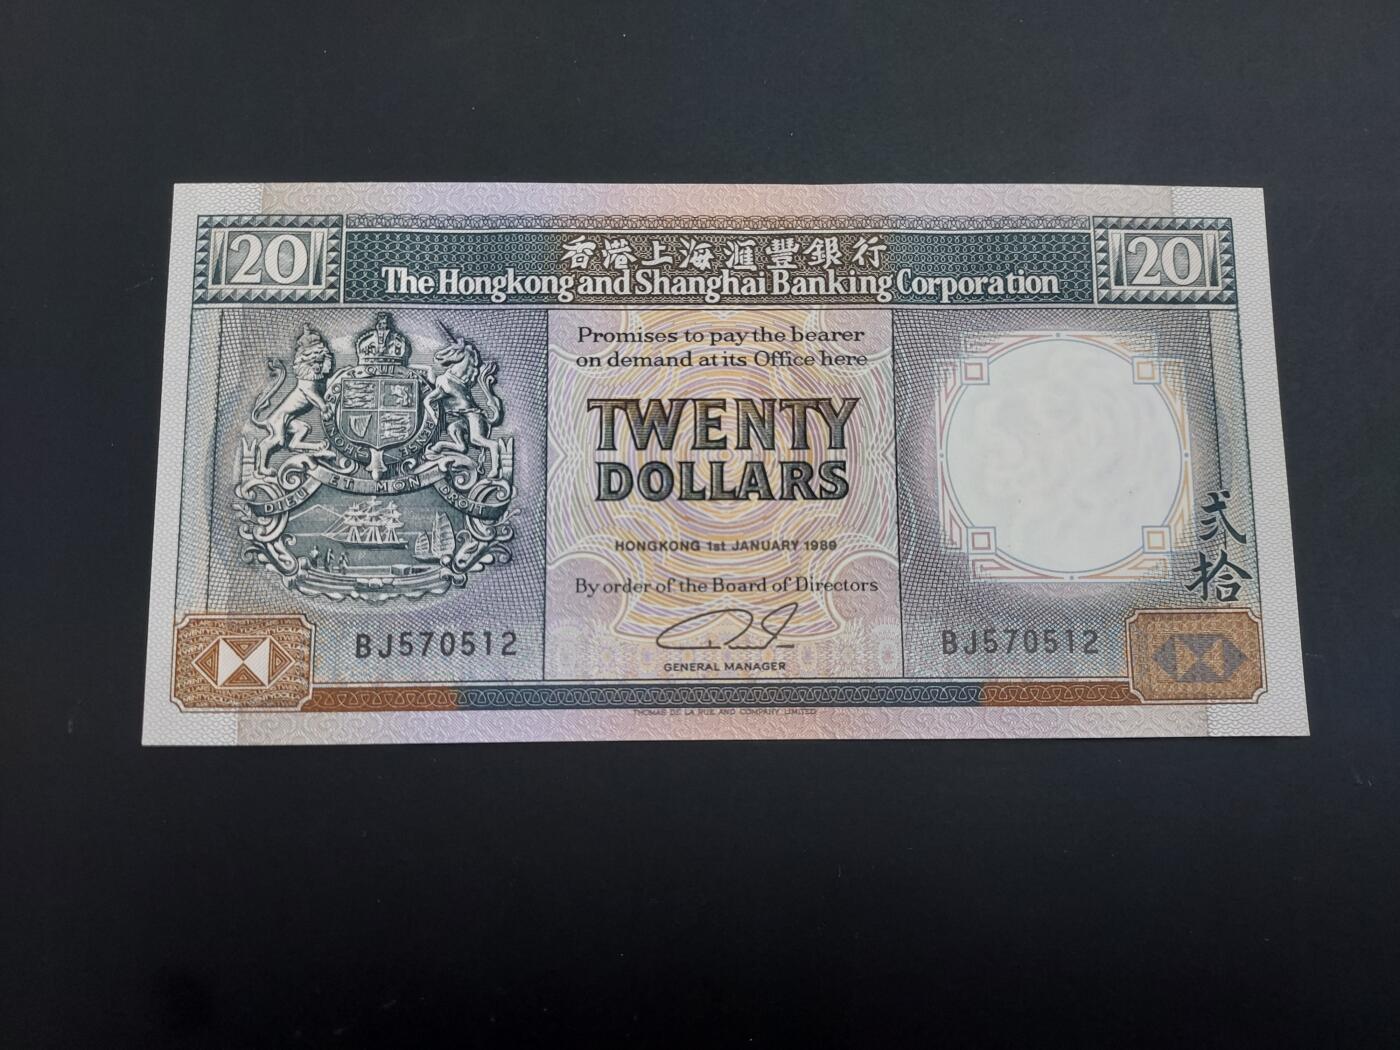 20
香港上海滙豐銀行
20
The Hongkong and Shanghai Banking Corporation
Promises to pay the bearer
on demand at its Office here
TWENTY
DOLLARS
DIEU ET MON DROIT
HONGKONG 1st JANUARY 1989
By order of the Board of Directors
GENERAL MANAGER
BJ570512
BJ570512
貳拾
THOMAS DE LA RUE AND COMPANY LIMITED